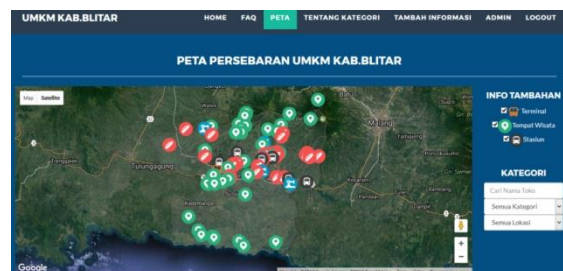 UMKM KAB.BLITAR
HOME FAQ PETA TENTANG KATEGORI TAMBAH INFORMASI ADMIN LOGOUT
PETA PERSEBARAN UMKM KAB.BLITAR
Map Satellite
Malang
Tulungagung
Trenggalek
Google
INFO TAMBAHAN
Terminal
Tempat Wisata
Stasiun
KATEGORI
Cari Nama Toko
Semua Kategori
Semua Lokasi